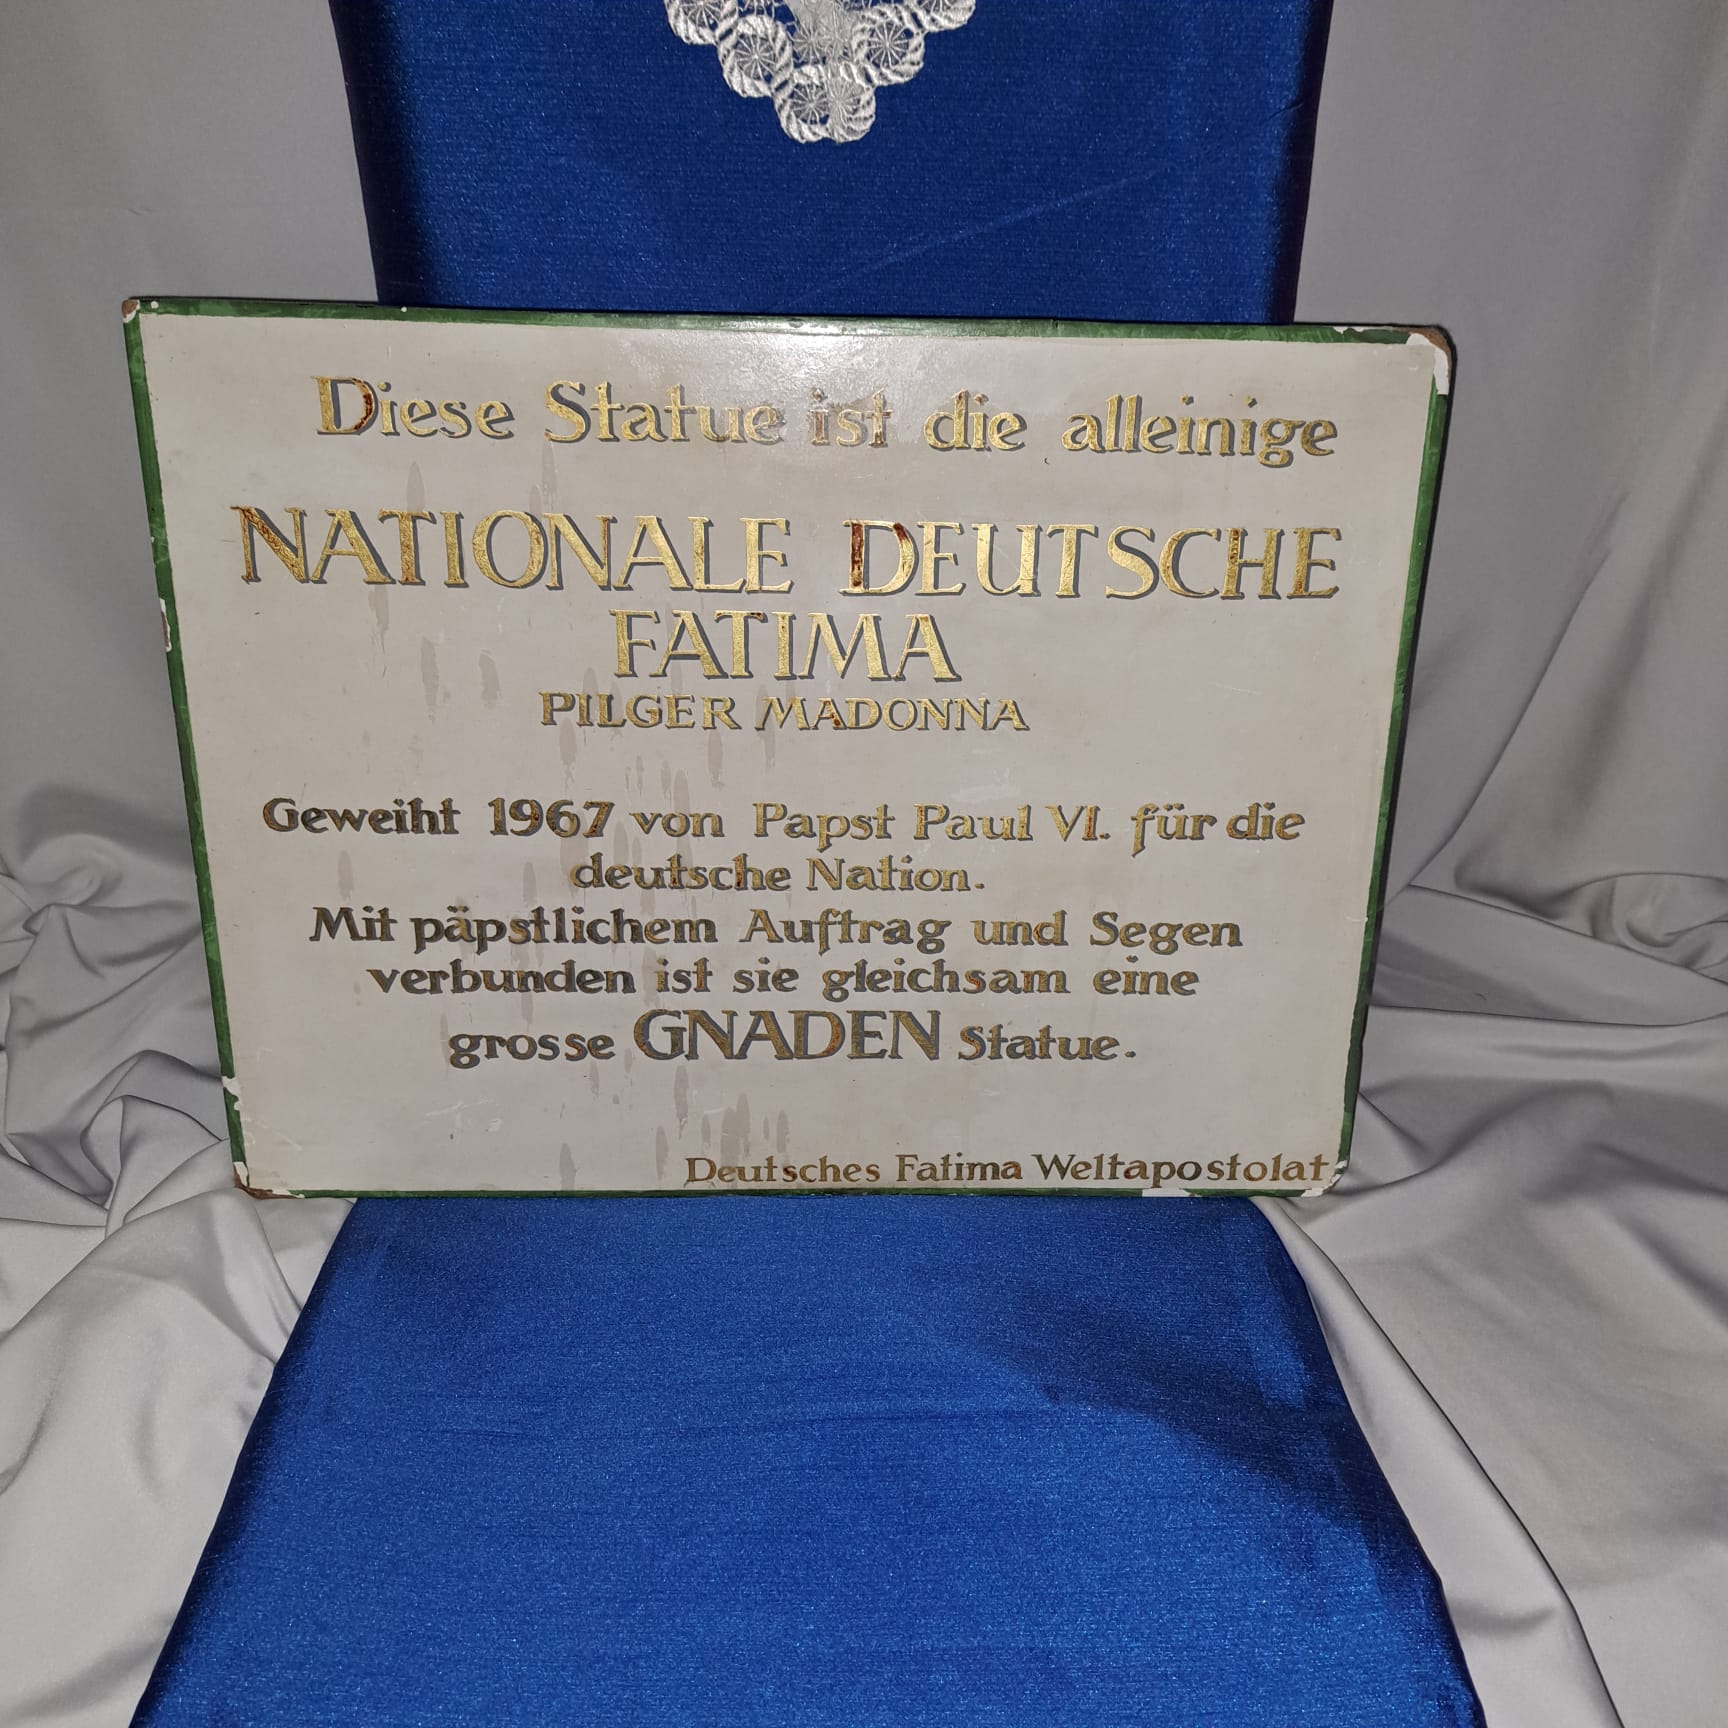 Diese Statue ist die alleinige
NATIONALE DEUTSCHE
FATIMA
PILGER MADONNA
Geweiht 1967 von Papst Paul VI. für die
deutsche Nation.
Mit päpstlichem Auftrag und Segen
verbunden ist sie gleichsam eine
grosse GNADEN Statue.
Deutsches Fatima Weltapostolat.